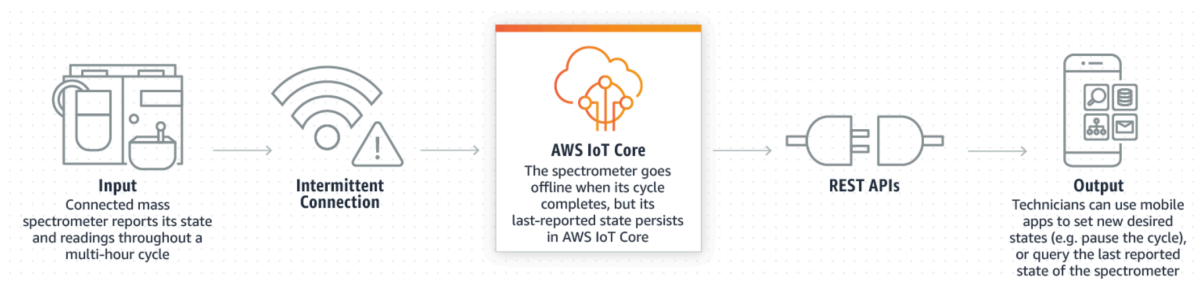 Input
Connected mass
spectrometer reports its state
and readings throughout a
multi-hour cycle
Intermittent
Connection
AWS IoT Core
The spectrometer goes
offline when its cycle
completes, but its
last-reported state persists
in AWS IoT Core
REST APIs
Output
Technicians can use mobile
apps to set new desired
states (e.g. pause the cycle),
or query the last reported
state of the spectrometer